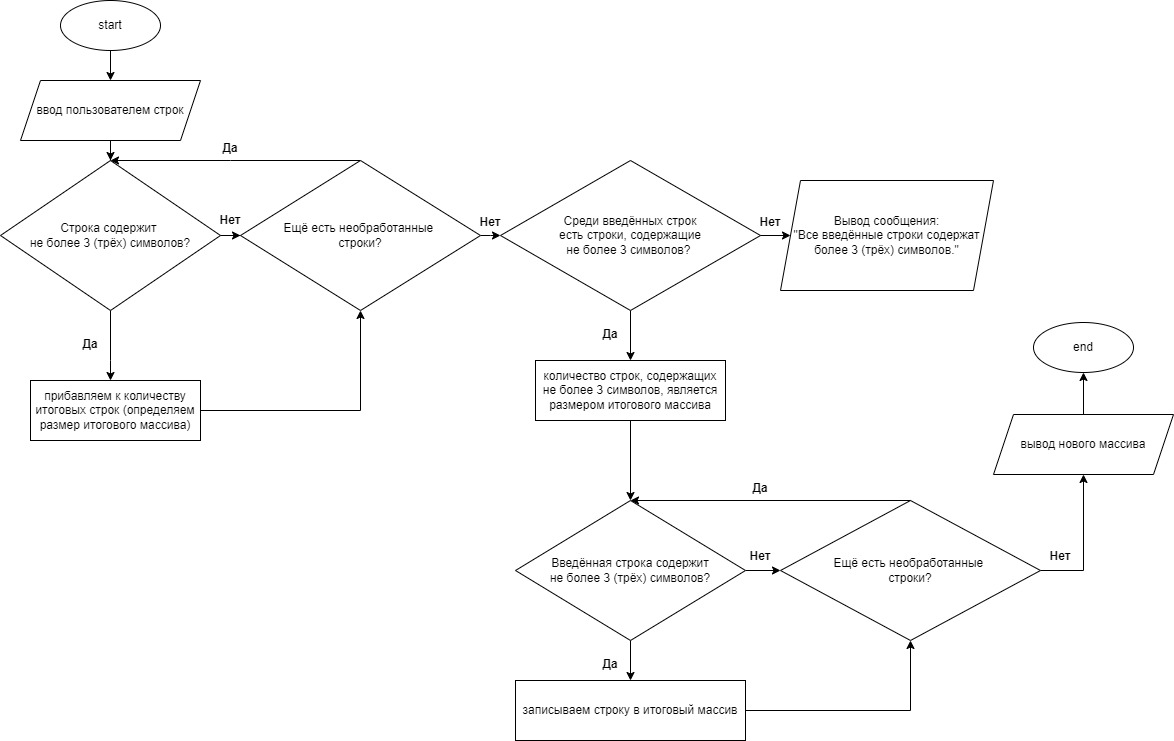 start
ввод пользователем строк
Да
Строка содержит
не более 3 (трёх) символов?
Нет
Ещё есть необработанные
строки?
Нет
Среди введённых строк
есть строки, содержащие
не более 3 символов?
Нет
Вывод сообщения:
"Все введённые строки содержат
более 3 (трёх) символов."
Да
прибавляем к количеству
итоговых строк (определяем
размер итогового массива)
Да
количество строк, содержащих
не более 3 символов, является
размером итогового массива
Да
Введённая строка содержит
не более 3 (трёх) символов?
Нет
Ещё есть необработанные
строки?
Нет
Да
записываем строку в итоговый массив
вывод нового массива
end